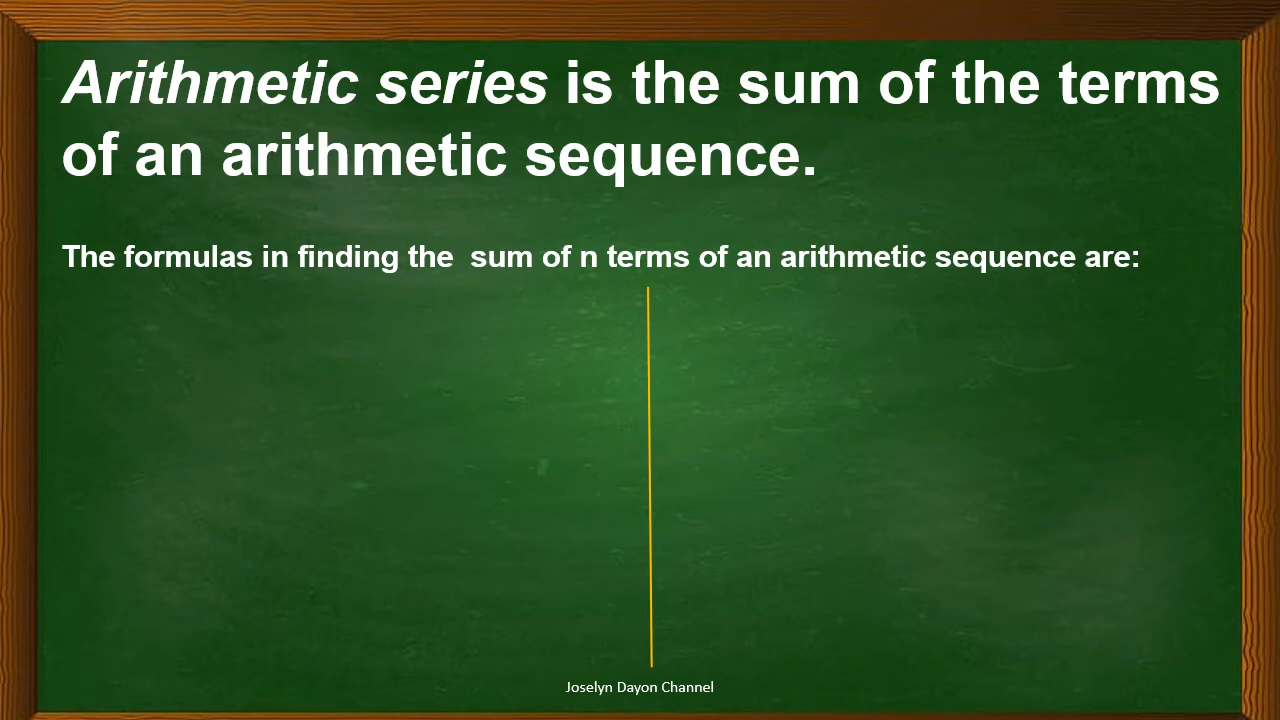 Arithmetic series is the sum of the terms
of an arithmetic sequence.
The formulas in finding the  sum of n terms of an arithmetic sequence are:
Joselyn Dayon Channel